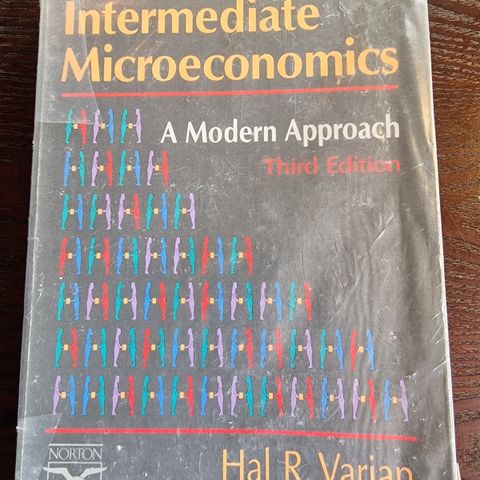 Intermediate
Microeconomics
A Modern Approach
Third Edition
NORTON
Hal R. Varian